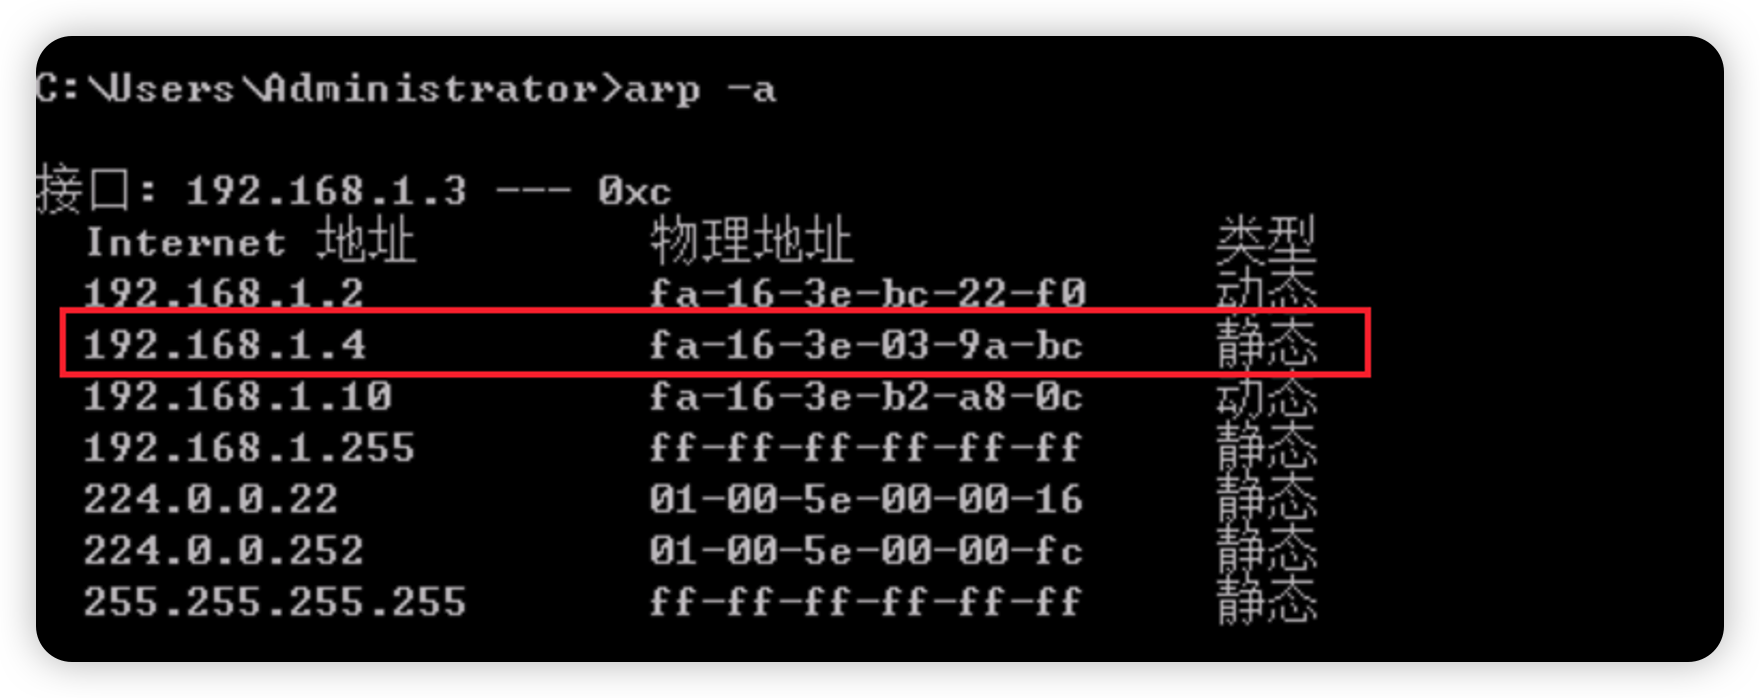 C:\Users\Administrator>arp -a
接口: 192.168.1.3 --- 0xc
Internet 地址 物理地址 类型
192.168.1.2 fa-16-3e-bc-22-f0 动态
192.168.1.4 fa-16-3e-03-9a-bc 静态
192.168.1.10 fa-16-3e-b2-a8-0c 动态
192.168.1.255 ff-ff-ff-ff-ff-ff 静态
224.0.0.22 01-00-5e-00-00-16 静态
224.0.0.252 01-00-5e-00-00-fc 静态
255.255.255.255 ff-ff-ff-ff-ff-ff 静态